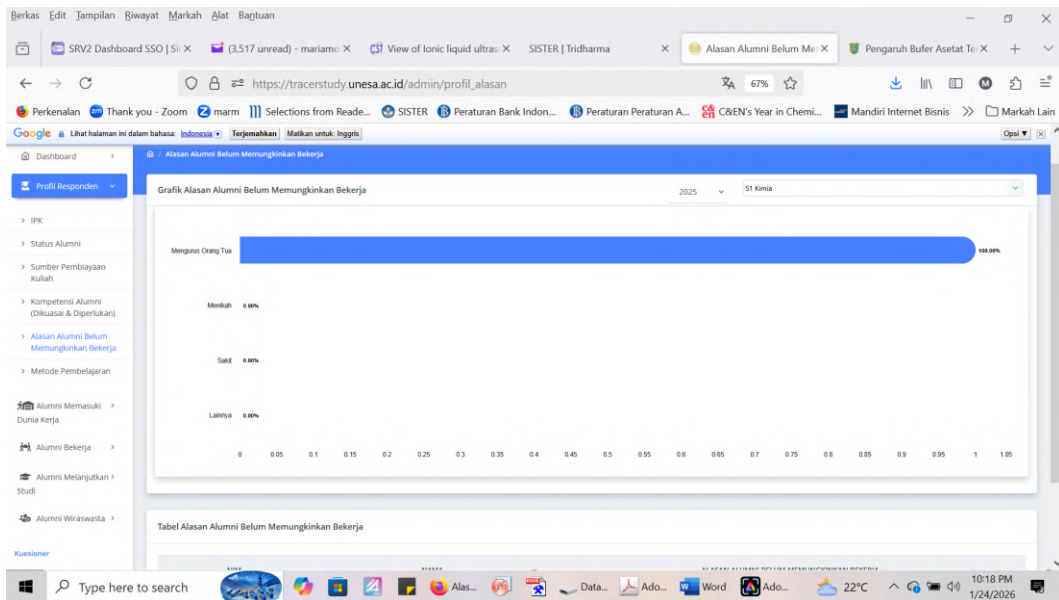 Berkas Edit Tampilan Riwayat Markah Alat Bantuan
SRV2 Dashboard SSO | Si
(3,517 unread) - mariamo
CST View of Ionic liquid ultras
SISTER | Tridharma
Alasan Alumni Belum Me
Pengaruh Bufer Asetat Te
https://tracerstudy.unesa.ac.id/admin/profil_alasan
67%
Perkenalan Thank you - Zoom marm Selections from Reade... SISTER Peraturan Bank Indon... Peraturan Peraturan A... C&EN's Year in Chemi... Mandiri Internet Bisnis Markah Lain
Google Lihat halaman ini dalam bahasa: Indonesia Terjemahkan Matikan untuk: Inggris Opsi
Dashboard
/ Alasan Alumni Belum Memungkinkan Bekerja
Profil Responden
IPK
Status Alumni
Sumber Pembiayaan
Kuliah
Kompetensi Alumni
(Dikuasai & Diperlukan)
Alasan Alumni Belum
Memungkinkan Bekerja
Metode Pembelajaran
Alumni Memasuki
Dunia Kerja
Alumni Bekerja
Alumni Melanjutkan
Studi
Alumni Wiraswasta
Kuesioner
Grafik Alasan Alumni Belum Memungkinkan Bekerja
2025
S1 Kimia
Mengurus Orang Tua 100.00%
Menikah 0.00%
Sakit 0.00%
Lainnya 0.00%
0 0.05 0.1 0.15 0.2 0.25 0.3 0.35 0.4 0.45 0.5 0.55 0.6 0.65 0.7 0.75 0.8 0.85 0.9 0.95 1 1.05
Tabel Alasan Alumni Belum Memungkinkan Bekerja
Type here to search
Alas...
Data...
Ado...
Word
Ado...
22°C
10:18 PM
1/24/2026